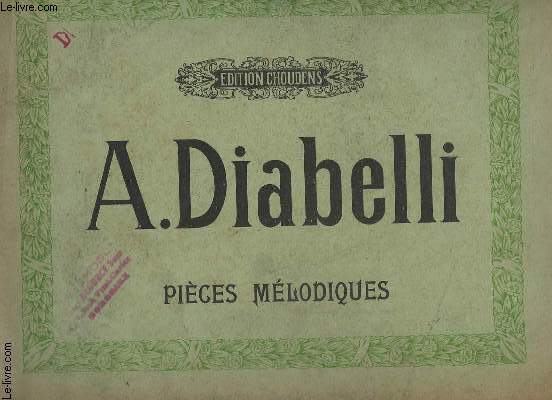 Le-livre.com
EDITION CHOUDENS
A. Diabelli
PIÈCES MÉLODIQUES
Le-livre.com